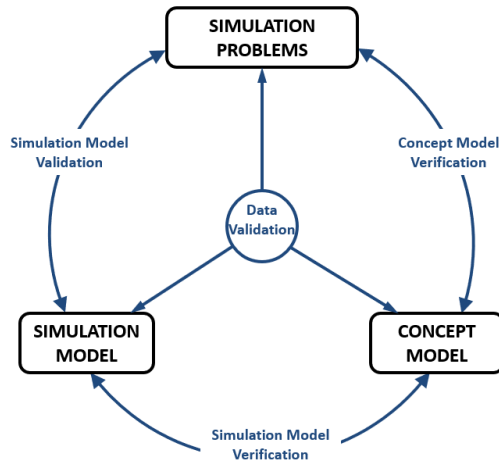 SIMULATION
PROBLEMS
Simulation Model
Validation
Concept Model
Verification
Data
Validation
SIMULATION
MODEL
CONCEPT
MODEL
Simulation Model
Verification